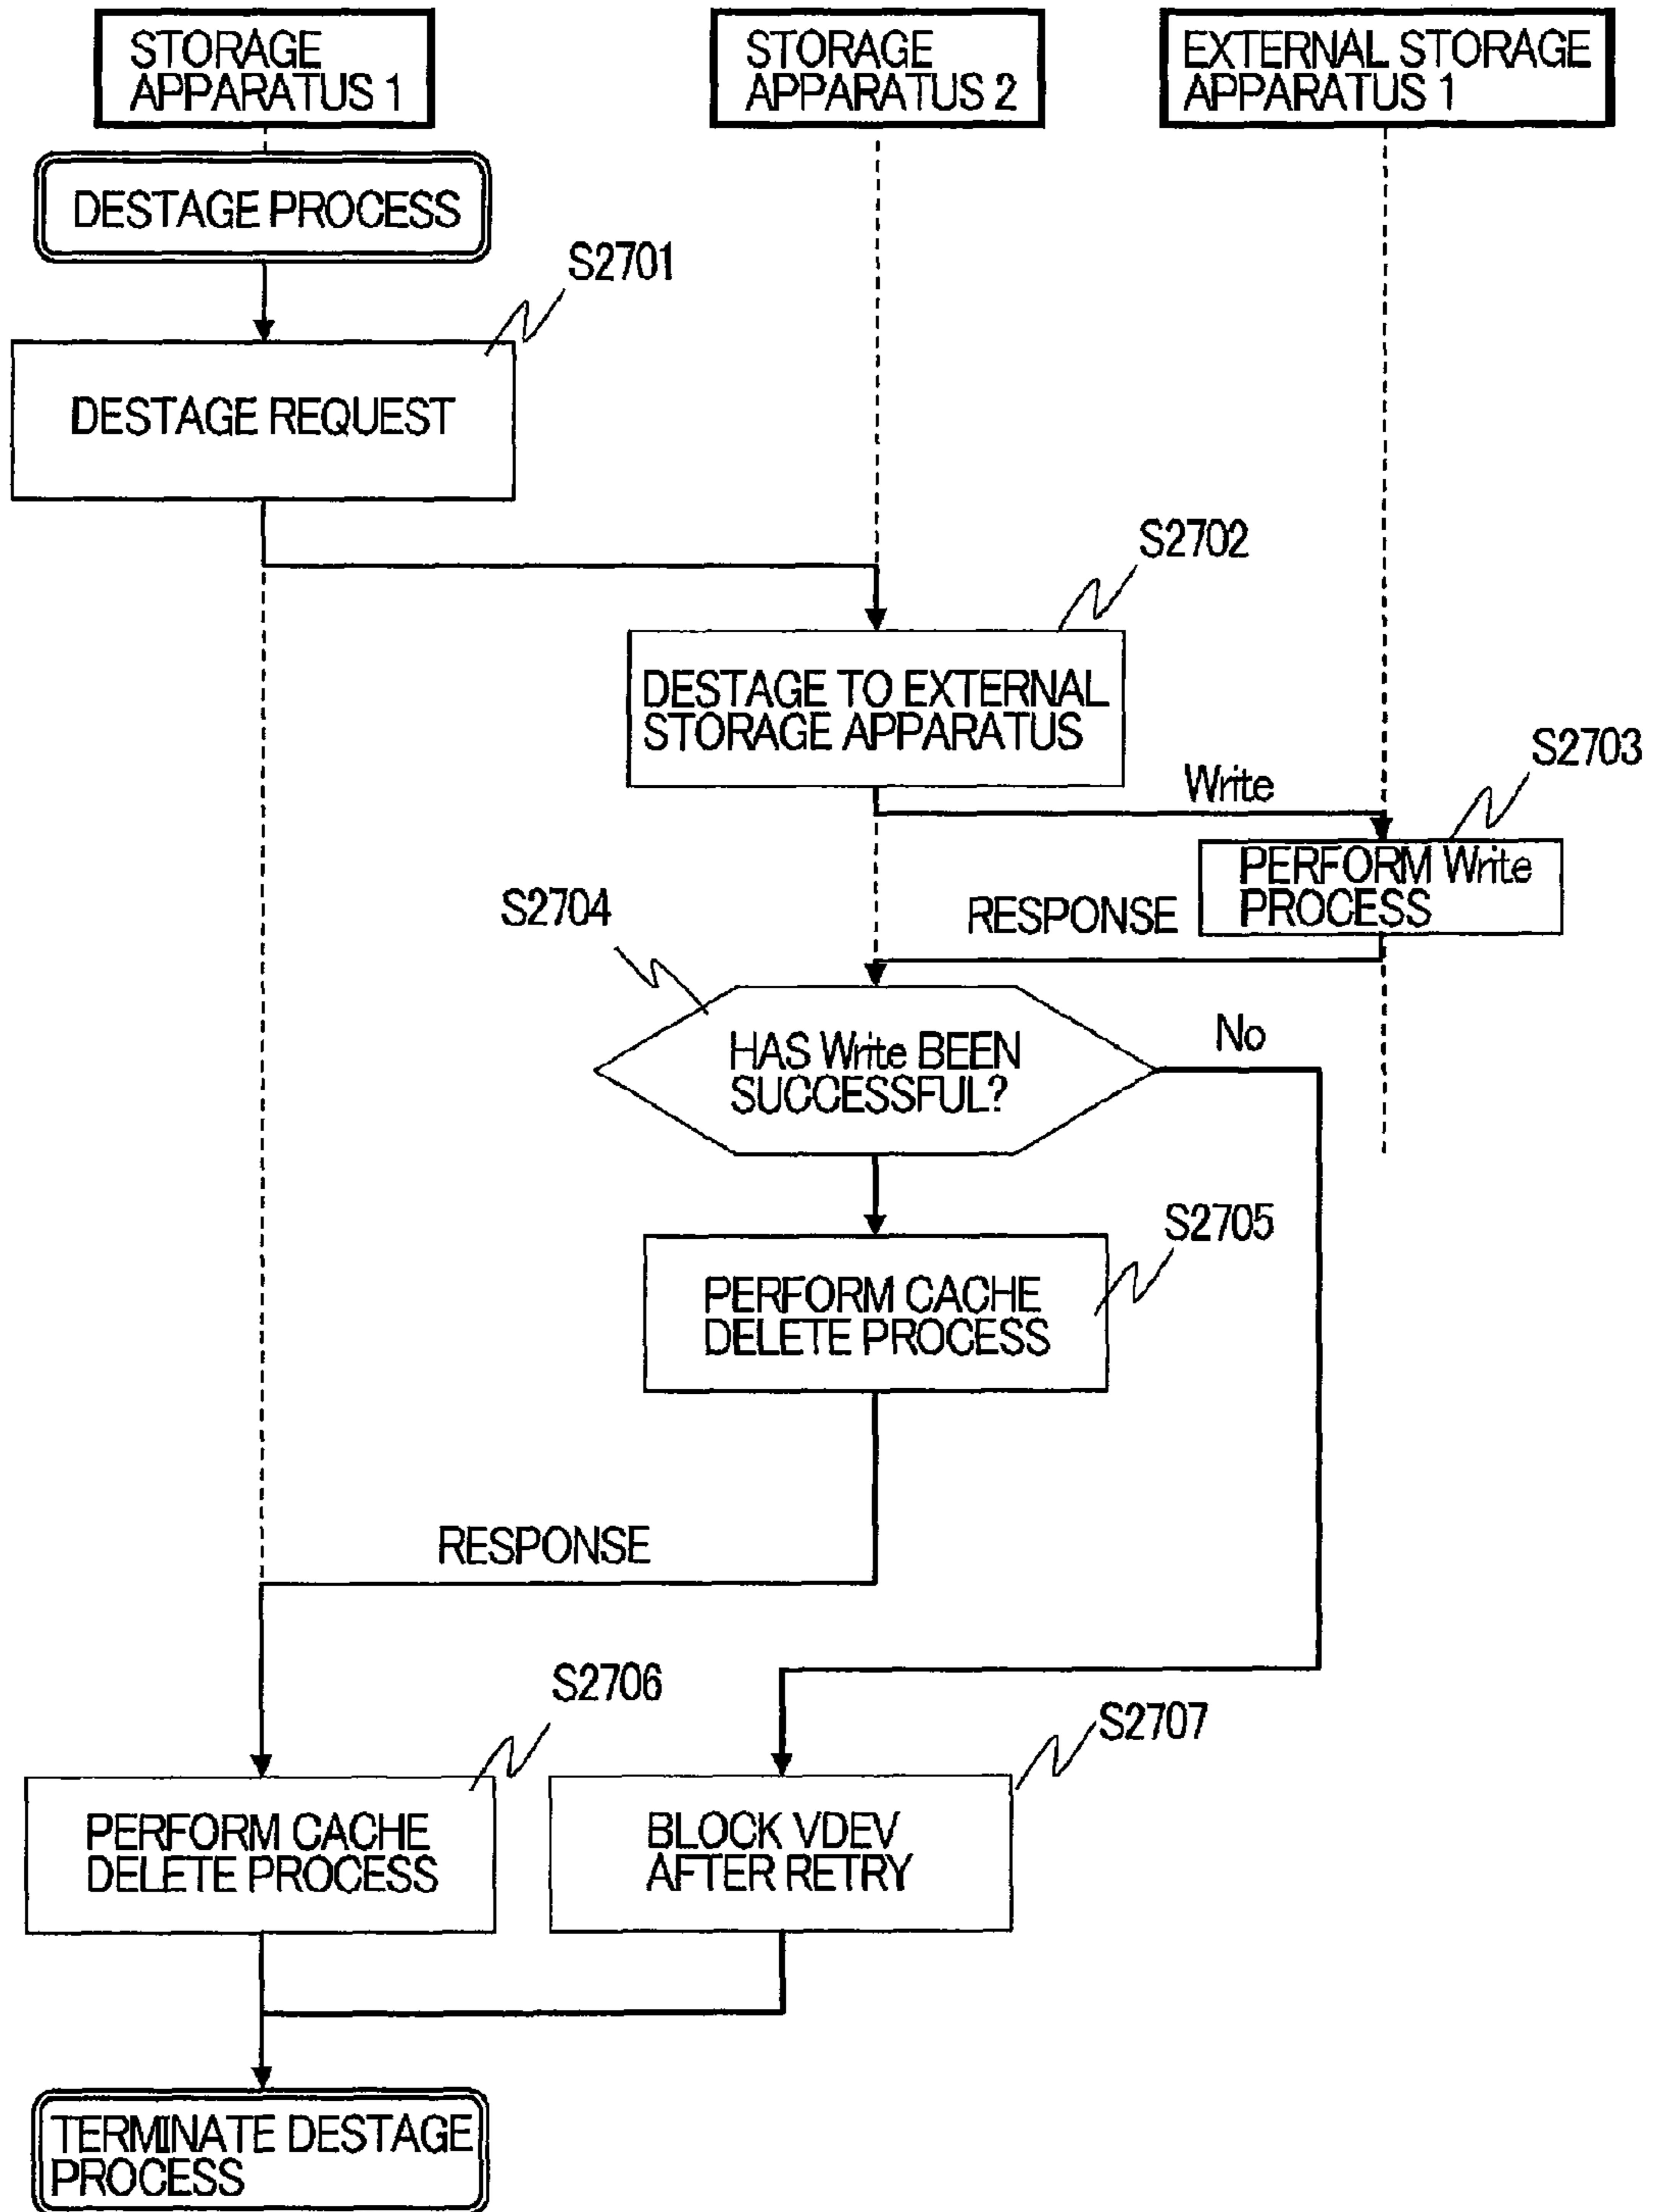 STORAGE
APPARATUS 1
STORAGE
APPARATUS 2
EXTERNAL STORAGE
APPARATUS 1
DESTAGE PROCESS
S2701
DESTAGE REQUEST
S2702
DESTAGE TO EXTERNAL
STORAGE APPARATUS
S2703
Write
PERFORM Write
PROCESS
RESPONSE
S2704
HAS Write BEEN
SUCCESSFUL?
No
S2705
PERFORM CACHE
DELETE PROCESS
RESPONSE
S2706
S2707
PERFORM CACHE
DELETE PROCESS
BLOCK VDEV
AFTER RETRY
TERMINATE DESTAGE
PROCESS